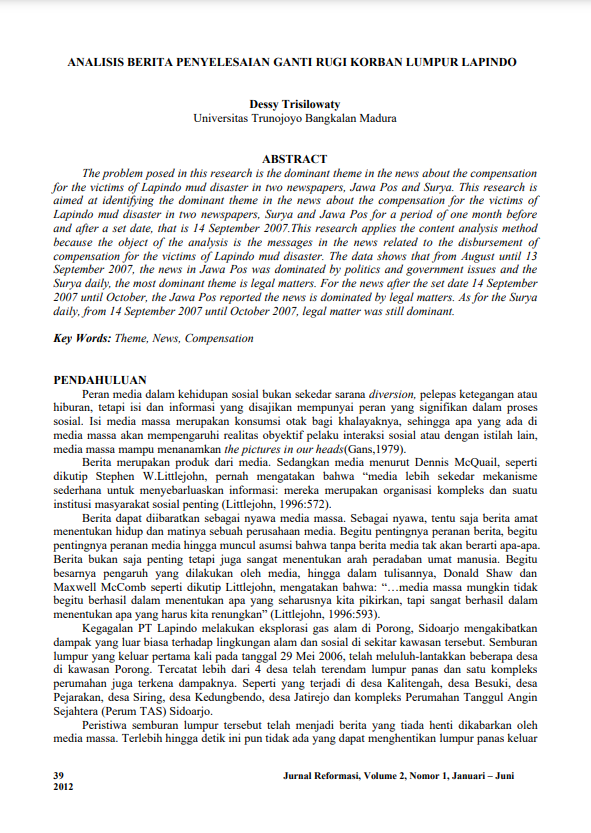 ANALISIS BERITA PENYELESAIAN GANTI RUGI KORBAN LUMPUR LAPINDO
Dessy Trisilowaty
Universitas Trunojoyo Bangkalan Madura
ABSTRACT
The problem posed in this research is the dominant theme in the news about the compensation
for the victims of Lapindo mud disaster in two newspapers, Jawa Pos and Surya. This research is
aimed at identifying the dominant theme in the news about the compensation for the victims of
Lapindo mud disaster in two newspapers, Surya and Jawa Pos for a period of one month before
and after a set date, that is 14 September 2007.This research applies the content analysis method
because the object of the analysis is the messages in the news related to the disbursement of
compensation for the victims of Lapindo mud disaster. The data shows that from August until 13
September 2007, the news in Jawa Pos was dominated by politics and government issues and the
Surya daily, the most dominant theme is legal matters. For the news after the set date 14 September
2007 until October, the Jawa Pos reported the news is dominated by legal matters. As for the Surya
daily, from 14 September 2007 until October 2007, legal matter was still dominant.
Key Words: Theme, News, Compensation
PENDAHULUAN
Peran media dalam kehidupan sosial bukan sekedar sarana diversion, pelepas ketegangan atau
hiburan, tetapi isi dan informasi yang disajikan mempunyai peran yang signifikan dalam proses
sosial. Isi media massa merupakan konsumsi otak bagi khalayaknya, sehingga apa yang ada di
media massa akan mempengaruhi realitas obyektif pelaku interaksi sosial atau dengan istilah lain,
media massa mampu menanamkan the pictures in our heads(Gans,1979).
Berita merupakan produk dari media. Sedangkan media menurut Dennis McQuail, seperti
dikutip Stephen W.Littlejohn, pernah mengatakan bahwa “media lebih sekedar mekanisme
sederhana untuk menyebarluaskan informasi: mereka merupakan organisasi kompleks dan suatu
institusi masyarakat sosial penting (Littlejohn, 1996:572).
Berita dapat diibaratkan sebagai nyawa media massa. Sebagai nyawa, tentu saja berita amat
menentukan hidup dan matinya sebuah perusahaan media. Begitu pentingnya peranan berita, begitu
pentingnya peranan media hingga muncul asumsi bahwa tanpa berita media tak akan berarti apa-apa.
Berita bukan saja penting tetapi juga sangat menentukan arah peradaban umat manusia. Begitu
besarnya pengaruh yang dilakukan oleh media, hingga dalam tulisannya, Donald Shaw dan
Maxwell McComb seperti dikutip Littlejohn, mengatakan bahwa: “…media massa mungkin tidak
begitu berhasil dalam menentukan apa yang seharusnya kita pikirkan, tapi sangat berhasil dalam
menentukan apa yang harus kita renungkan” (Littlejohn, 1996:593).
Kegagalan PT Lapindo melakukan eksplorasi gas alam di Porong, Sidoarjo mengakibatkan
dampak yang luar biasa terhadap lingkungan alam dan sosial di sekitar kawasan tersebut. Semburan
lumpur yang keluar pertama kali pada tanggal 29 Mei 2006, telah meluluh-lantakkan beberapa desa
di kawasan Porong. Tercatat lebih dari 4 desa telah terendam lumpur panas dan satu kompleks
perumahan juga terkena dampaknya. Seperti yang terjadi di desa Kalitengah, desa Besuki, desa
Pejarakan, desa Siring, desa Kedungbendo, desa Jatirejo dan kompleks Perumahan Tanggul Angin
Sejahtera (Perum TAS) Sidoarjo.
Peristiwa semburan lumpur tersebut telah menjadi berita yang tiada henti dikabarkan oleh
media massa. Terlebih hingga detik ini pun tidak ada yang dapat menghentikan lumpur panas keluar
39 Jurnal Reformasi, Volume 2, Nomor 1, Januari – Juni
2012